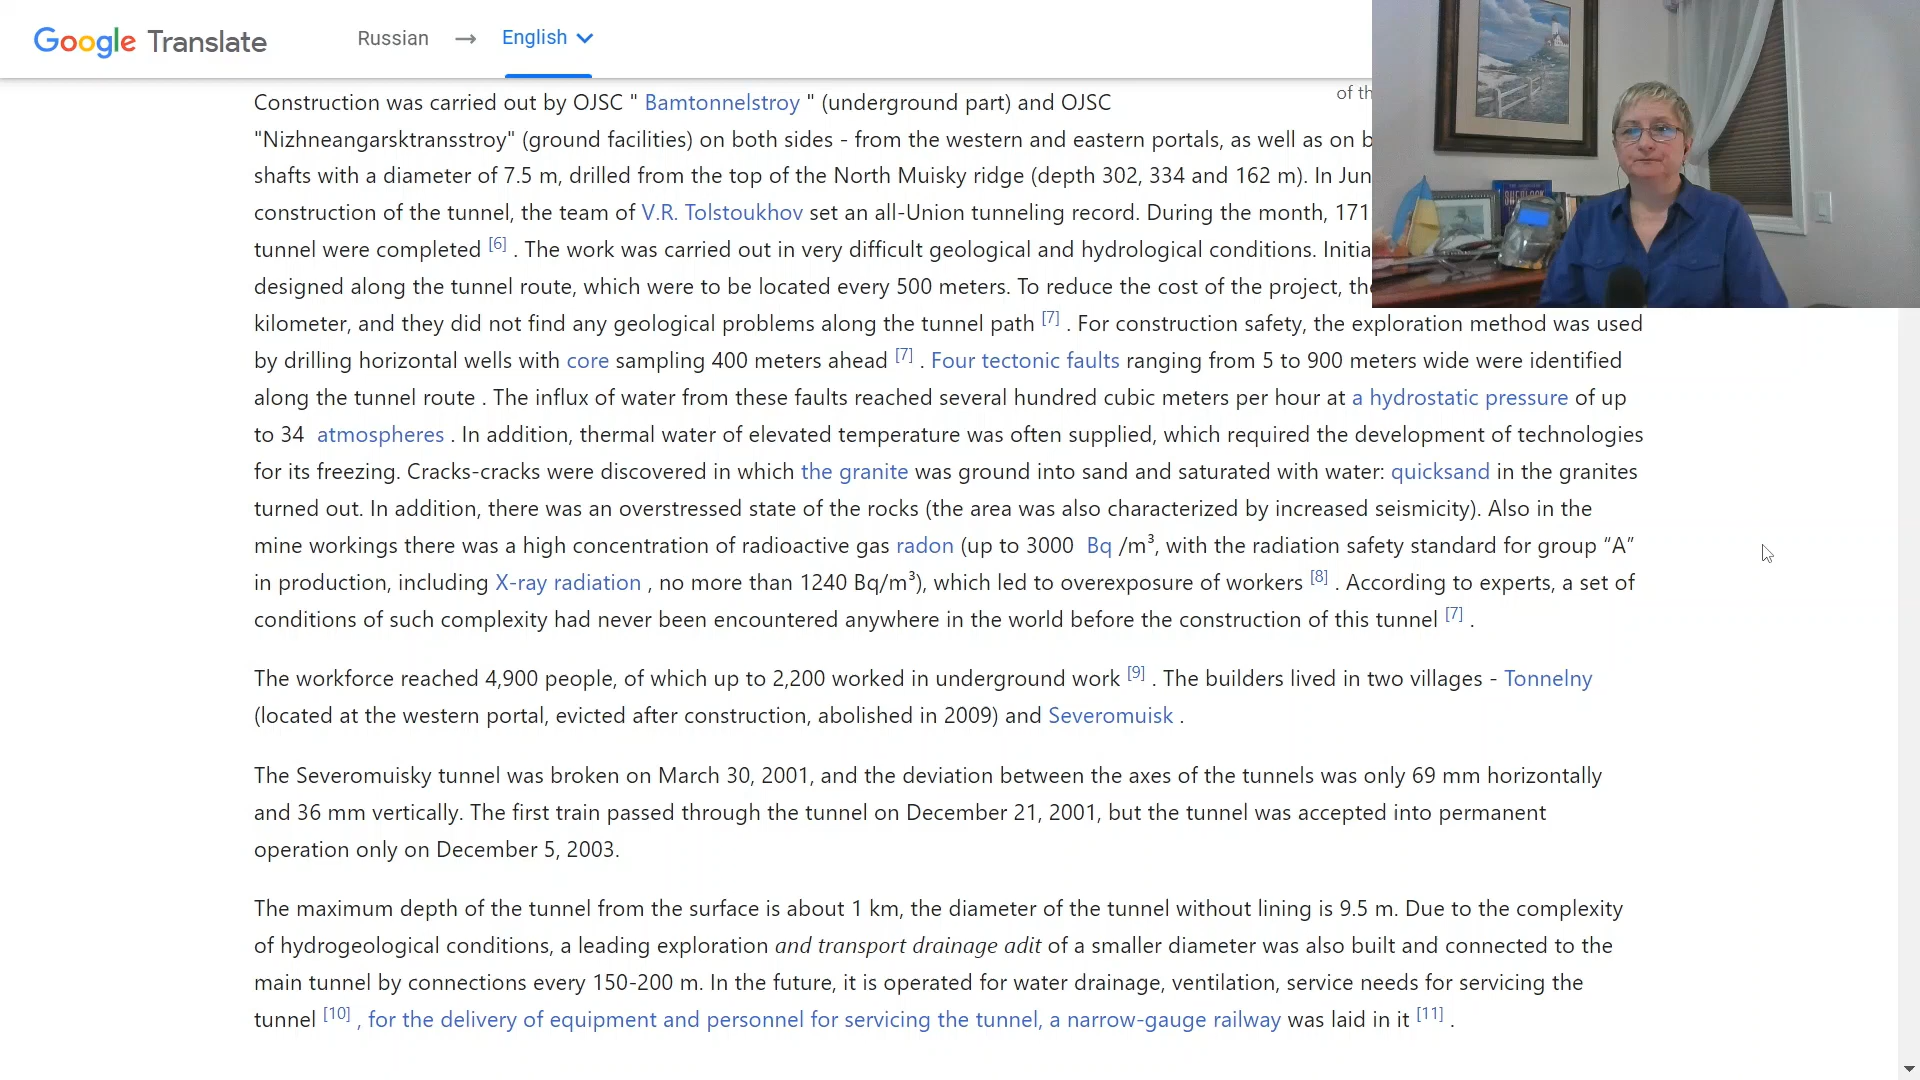 Google Translate
Russian → English
Construction was carried out by OJSC " Bamtonnelstroy " (underground part) and OJSC
of th
"Nizhneangarsktransstroy" (ground facilities) on both sides - from the western and eastern portals, as well as on b
shafts with a diameter of 7.5 m, drilled from the top of the North Muisky ridge (depth 302, 334 and 162 m). In Jun
construction of the tunnel, the team of V.R. Tolstoukhov set an all-Union tunneling record. During the month, 171
tunnel were completed [6] . The work was carried out in very difficult geological and hydrological conditions. Initia
designed along the tunnel route, which were to be located every 500 meters. To reduce the cost of the project, the
kilometer, and they did not find any geological problems along the tunnel path [7] . For construction safety, the exploration method was used
by drilling horizontal wells with core sampling 400 meters ahead [7] . Four tectonic faults ranging from 5 to 900 meters wide were identified
along the tunnel route . The influx of water from these faults reached several hundred cubic meters per hour at a hydrostatic pressure of up
to 34 atmospheres . In addition, thermal water of elevated temperature was often supplied, which required the development of technologies
for its freezing. Cracks-cracks were discovered in which the granite was ground into sand and saturated with water: quicksand in the granites
turned out. In addition, there was an overstressed state of the rocks (the area was also characterized by increased seismicity). Also in the
mine workings there was a high concentration of radioactive gas radon (up to 3000 Bq /m³, with the radiation safety standard for group “A”
in production, including X-ray radiation , no more than 1240 Bq/m³), which led to overexposure of workers [8] . According to experts, a set of
conditions of such complexity had never been encountered anywhere in the world before the construction of this tunnel [7] .
The workforce reached 4,900 people, of which up to 2,200 worked in underground work [9] . The builders lived in two villages - Tonnelny
(located at the western portal, evicted after construction, abolished in 2009) and Severomuisk .
The Severomuisky tunnel was broken on March 30, 2001, and the deviation between the axes of the tunnels was only 69 mm horizontally
and 36 mm vertically. The first train passed through the tunnel on December 21, 2001, but the tunnel was accepted into permanent
operation only on December 5, 2003.
The maximum depth of the tunnel from the surface is about 1 km, the diameter of the tunnel without lining is 9.5 m. Due to the complexity
of hydrogeological conditions, a leading exploration and transport drainage adit of a smaller diameter was also built and connected to the
main tunnel by connections every 150-200 m. In the future, it is operated for water drainage, ventilation, service needs for servicing the
tunnel [10] , for the delivery of equipment and personnel for servicing the tunnel, a narrow-gauge railway was laid in it [11] .